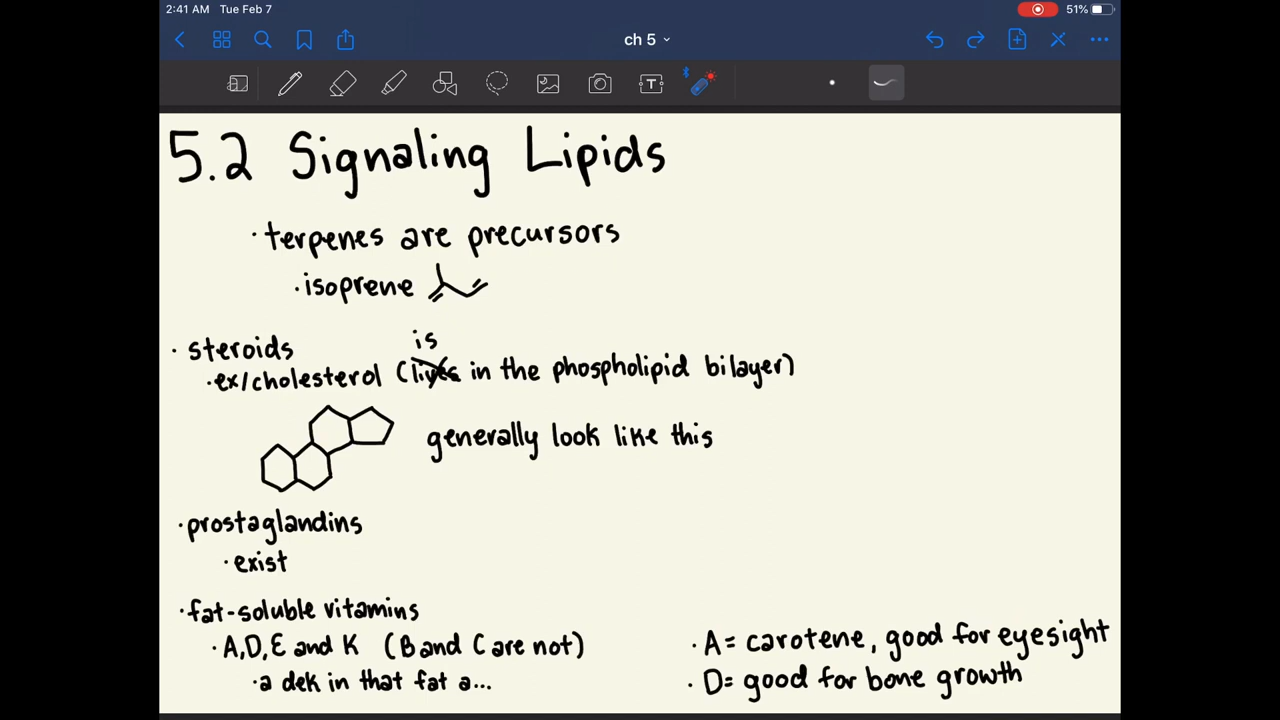 2:41 AM Tue Feb 7
51%
ch 5
T
5.2 Signaling Lipids
· terpenes are precursors
· isoprene
· steroids
is
· ex/cholesterol (lives in the phospholipid bilayer)
generally look like this
· prostaglandins
· exist
· fat-soluble vitamins
· A,D,E and K (B and C are not)
· a dek in that fat a...
· A= carotene, good for eyesight
· D= good for bone growth